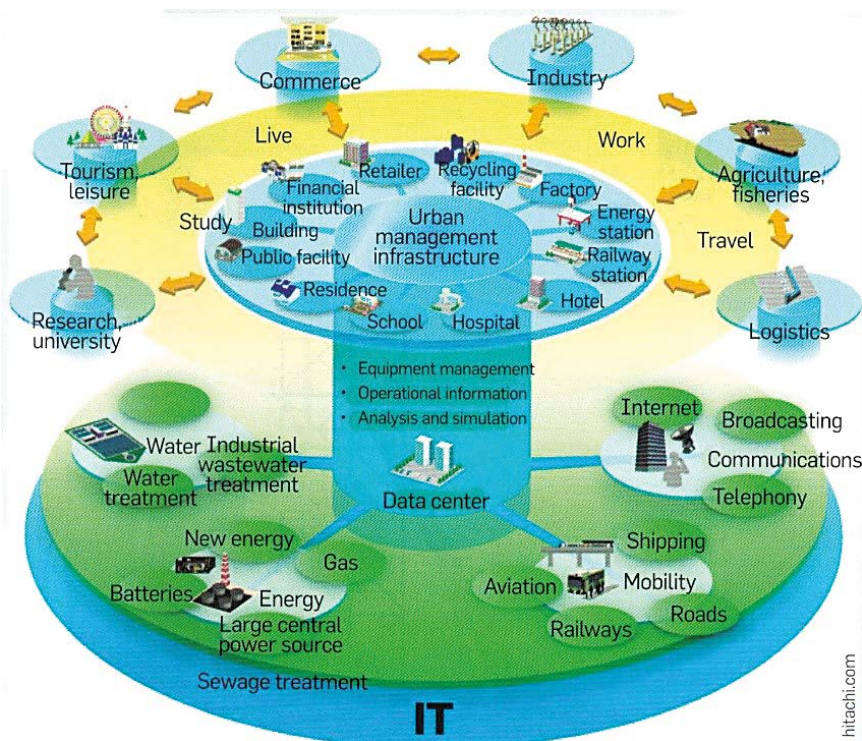 Commerce
Industry
Tourism,
leisure
Live
Work
Agriculture,
fisheries
Retailer
Recycling
facility
Financial
institution
Factory
Study
Building
Urban
management
infrastructure
Energy
station
Travel
Public facility
Railway
station
Residence
Hotel
Research,
university
School
Hospital
Logistics
• Equipment management
• Operational information
• Analysis and simulation
Internet
Broadcasting
Water
Industrial
wastewater
treatment
Communications
Water
treatment
Data center
Telephony
New energy
Gas
Shipping
Batteries
Energy
Aviation
Mobility
Large central
power source
Railways
Roads
Sewage treatment
IT
hitachi.com